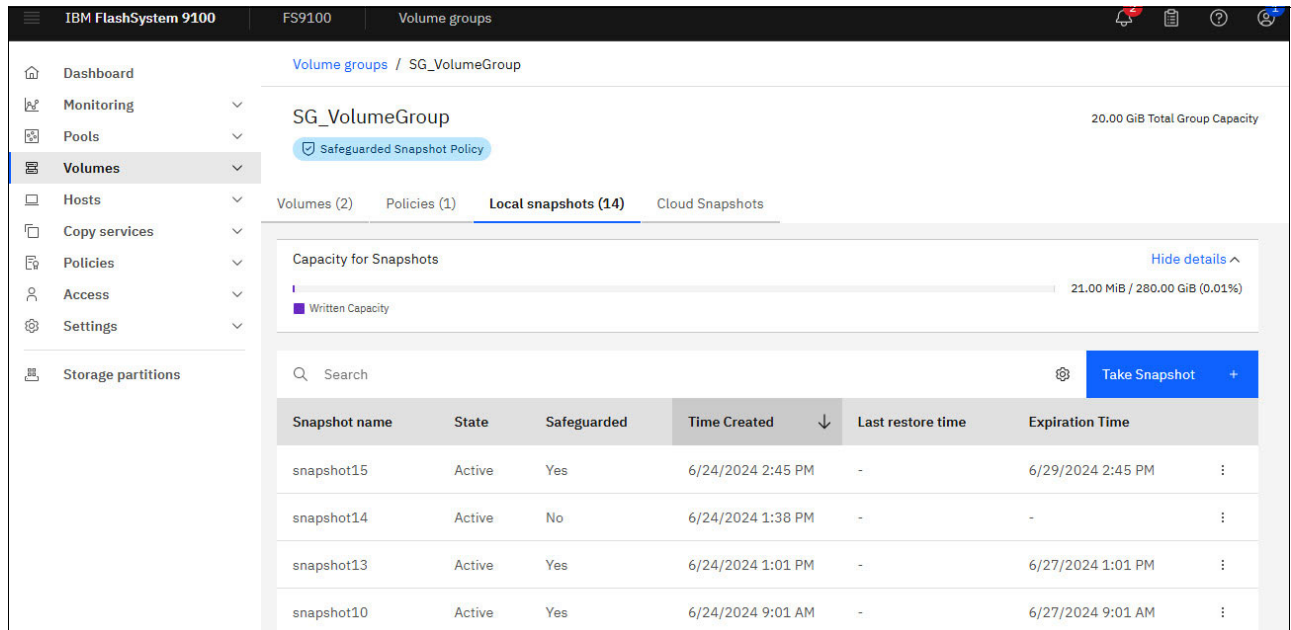 IBM FlashSystem 9100 FS9100 Volume groups 2 1
Volume groups / SG_VolumeGroup
Dashboard
Monitoring
Pools
Volumes
Hosts
Copy services
Policies
Access
Settings
Storage partitions
SG_VolumeGroup
20.00 GiB Total Group Capacity
Safeguarded Snapshot Policy
Volumes (2) Policies (1) Local snapshots (14) Cloud Snapshots
Capacity for Snapshots Hide details
21.00 MiB / 280.00 GiB (0.01%)
Written Capacity
Search Take Snapshot +
Snapshot name State Safeguarded Time Created Last restore time Expiration Time
snapshot15 Active Yes 6/24/2024 2:45 PM - 6/29/2024 2:45 PM
snapshot14 Active No 6/24/2024 1:38 PM - -
snapshot13 Active Yes 6/24/2024 1:01 PM - 6/27/2024 1:01 PM
snapshot10 Active Yes 6/24/2024 9:01 AM - 6/27/2024 9:01 AM